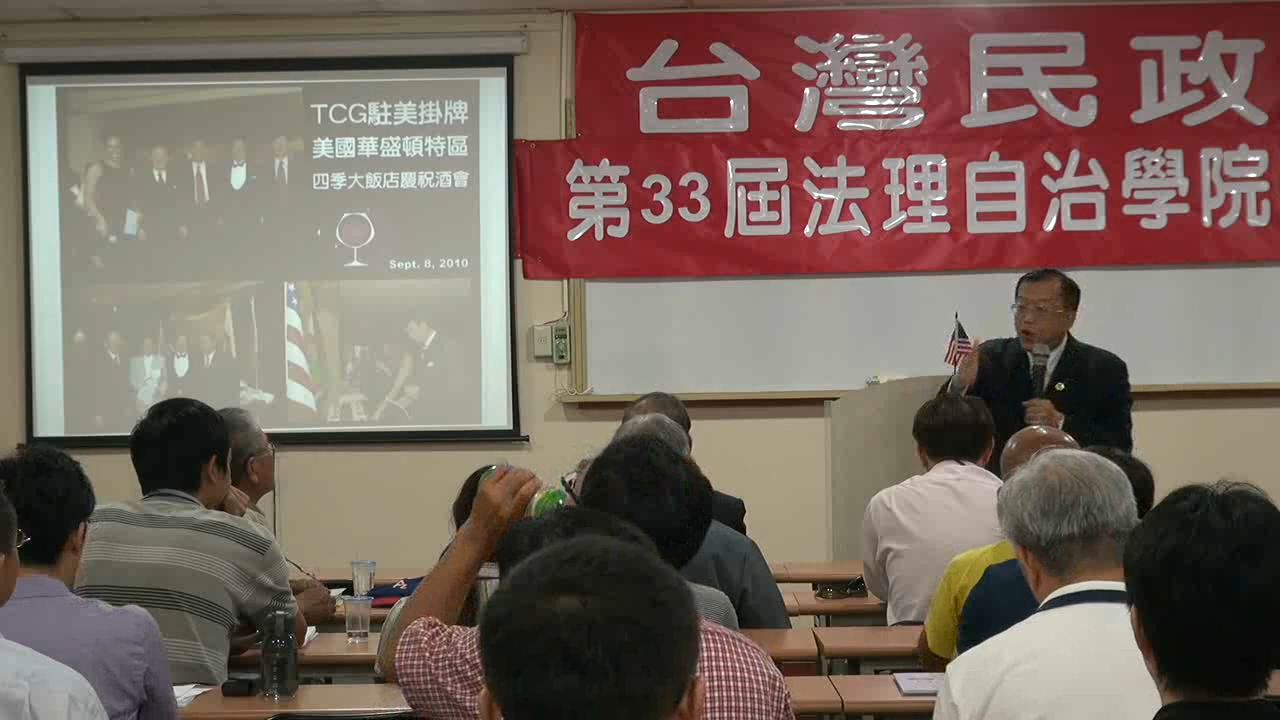 TCG駐美掛牌
美國華盛頓特區
四季大飯店慶祝酒會
Sept. 8, 2010
台灣民政
第33屆法理自治學院